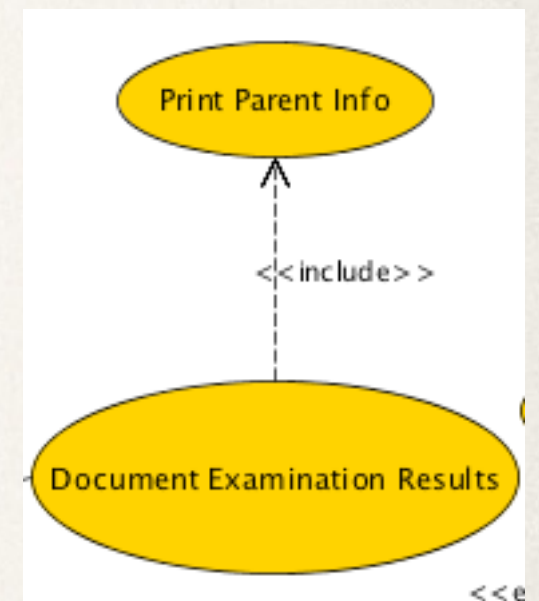 Print Parent Info
<<include>>
Document Examination Results
<<e